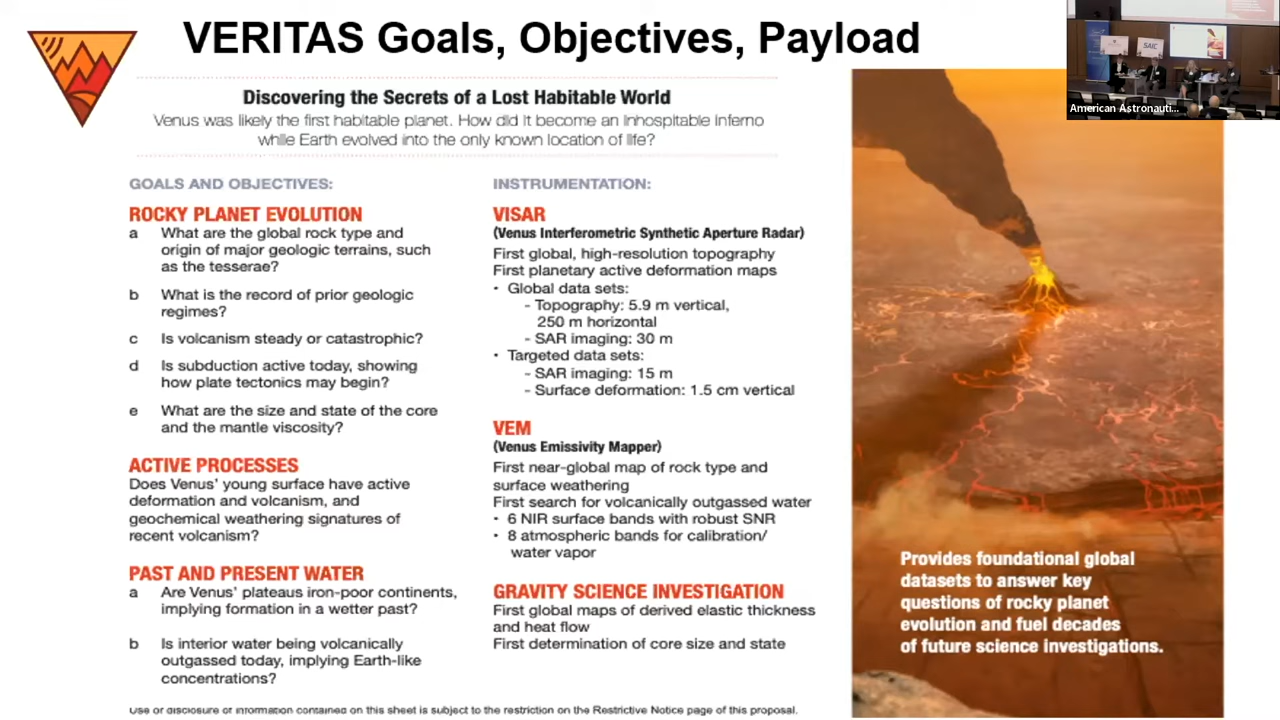 VERITAS Goals, Objectives, Payload
American Astronauti...
SAIC
Discovering the Secrets of a Lost Habitable World
Venus was likely the first habitable planet. How did it become an inhospitable inferno
while Earth evolved into the only known location of life?
GOALS AND OBJECTIVES:
ROCKY PLANET EVOLUTION
a What are the global rock type and
origin of major geologic terrains, such
as the tesserae?
b What is the record of prior geologic
regimes?
c Is volcanism steady or catastrophic?
d Is subduction active today, showing
how plate tectonics may begin?
e What are the size and state of the core
and the mantle viscosity?
ACTIVE PROCESSES
Does Venus' young surface have active
deformation and volcanism, and
geochemical weathering signatures of
recent volcanism?
PAST AND PRESENT WATER
a Are Venus' plateaus iron-poor continents,
implying formation in a wetter past?
b Is interior water being volcanically
outgassed today, implying Earth-like
concentrations?
INSTRUMENTATION:
VISAR
(Venus Interferometric Synthetic Aperture Radar)
First global, high-resolution topography
First planetary active deformation maps
• Global data sets:
- Topography: 5.9 m vertical,
250 m horizontal
- SAR imaging: 30 m
• Targeted data sets:
- SAR imaging: 15 m
- Surface deformation: 1.5 cm vertical
VEM
(Venus Emissivity Mapper)
First near-global map of rock type and
surface weathering
First search for volcanically outgassed water
• 6 NIR surface bands with robust SNR
• 8 atmospheric bands for calibration/
water vapor
GRAVITY SCIENCE INVESTIGATION
First global maps of derived elastic thickness
and heat flow
First determination of core size and state
Provides foundational global
datasets to answer key
questions of rocky planet
evolution and fuel decades
of future science investigations.
Use or disclosure of information contained on this sheet is subject to the restriction on the Restrictive Notice page of this proposal.